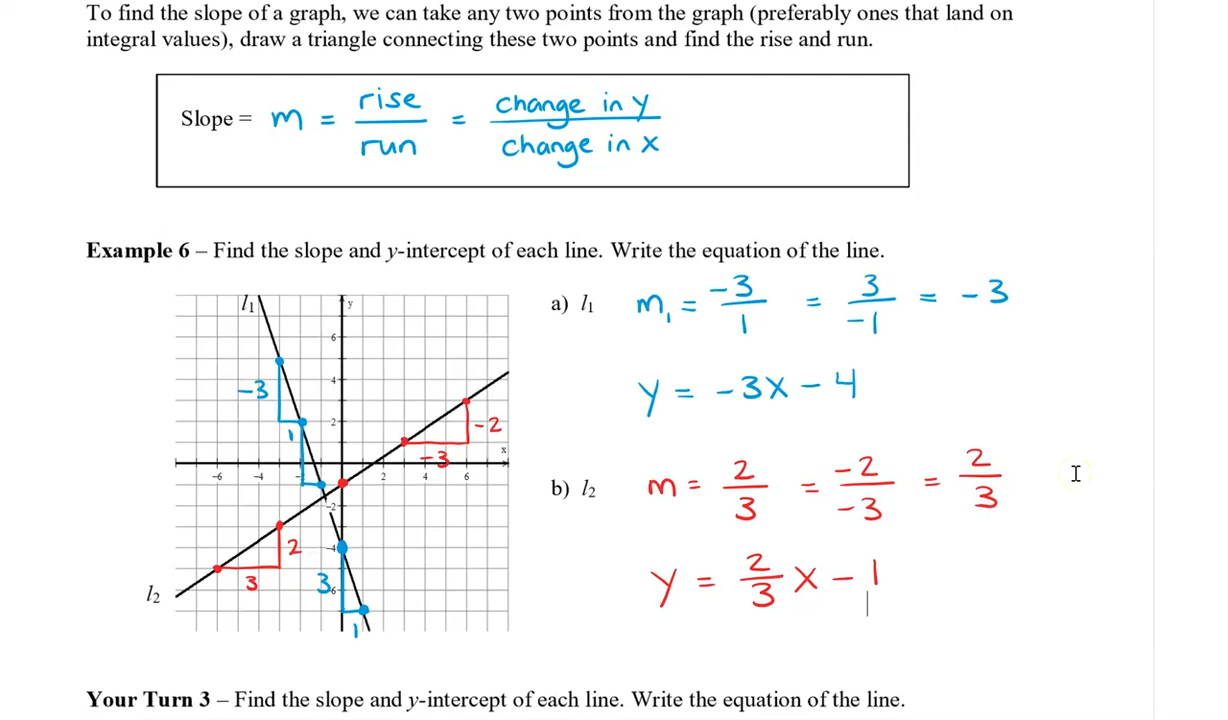 To find the slope of a graph, we can take any two points from the graph (preferably ones that land on
integral values), draw a triangle connecting these two points and find the rise and run.
Slope = m = rise/run = change in y/change in x
Example 6 – Find the slope and y-intercept of each line. Write the equation of the line.
l₁
y
6
4
2
-6 -4 2 4 6
x
-2
-4
6
l₂
-3
1
-2
-3
2
3
3
1
a) l₁ m₁ = -3/1 = 3/-1 = -3
y = -3x - 4
b) l₂ m = 2/3 = -2/-3 = 2/3
y = 2/3 x - 1
Your Turn 3 – Find the slope and y-intercept of each line. Write the equation of the line.